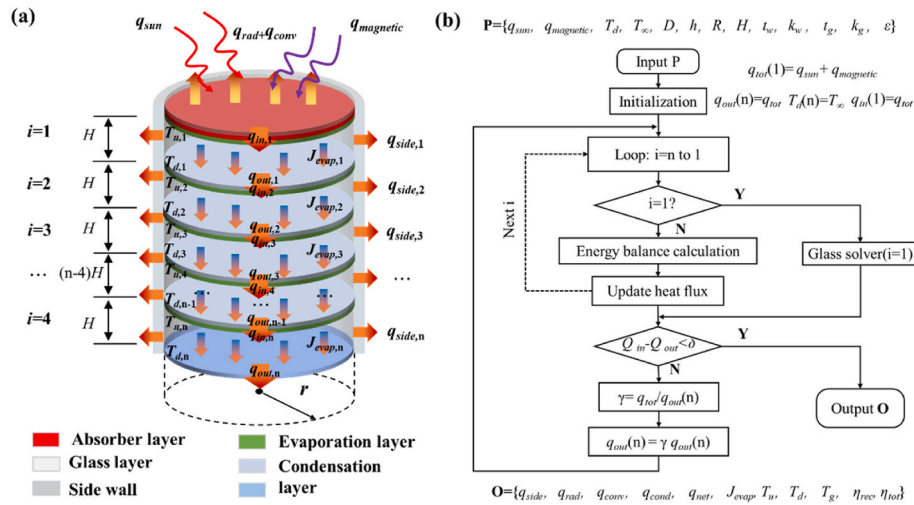 (a)
q_sun
q_rad+q_conv
q_magnetic
i=1
H
T_u,1
q_in,1
J_evap,1
q_side,1
T_d,1
q_out,1
i=2
H
T_u,2
q_in,2
J_evap,2
q_side,2
T_d,2
q_out,2
i=3
H
T_u,3
q_in,3
J_evap,3
q_side,3
T_d,3
q_out,3
... (n-4)H
T_u,4
q_in,4
...
...
...
...
T_d,n-1
q_out,n-1
i=4
H
T_u,n
q_in,n
J_evap,n
q_side,n
T_d,n
q_out,n
r
Absorber layer
Glass layer
Side wall
Evaporation layer
Condensation
layer
(b)
P={q_sun, q_magnetic, T_d, T_∞, D, h, R, H, t_w, k_w, t_g, k_g, ε}
Input P
q_tot(1)=q_sun+q_magnetic
Initialization
q_out(n)=q_tot T_d(n)=T_∞ q_in(1)=q_tot
Loop: i=n to 1
Next i
i=1?
Y
N
Energy balance calculation
Glass solver(i=1)
Update heat flux
Q_in-Q_out<δ
Y
N
γ=q_tot/q_out(n)
Output O
q_out(n)=γ q_out(n)
O={q_side, q_rad, q_conv, q_cond, q_net, J_evap, T_u, T_d, T_g, η_rec, η_tot}